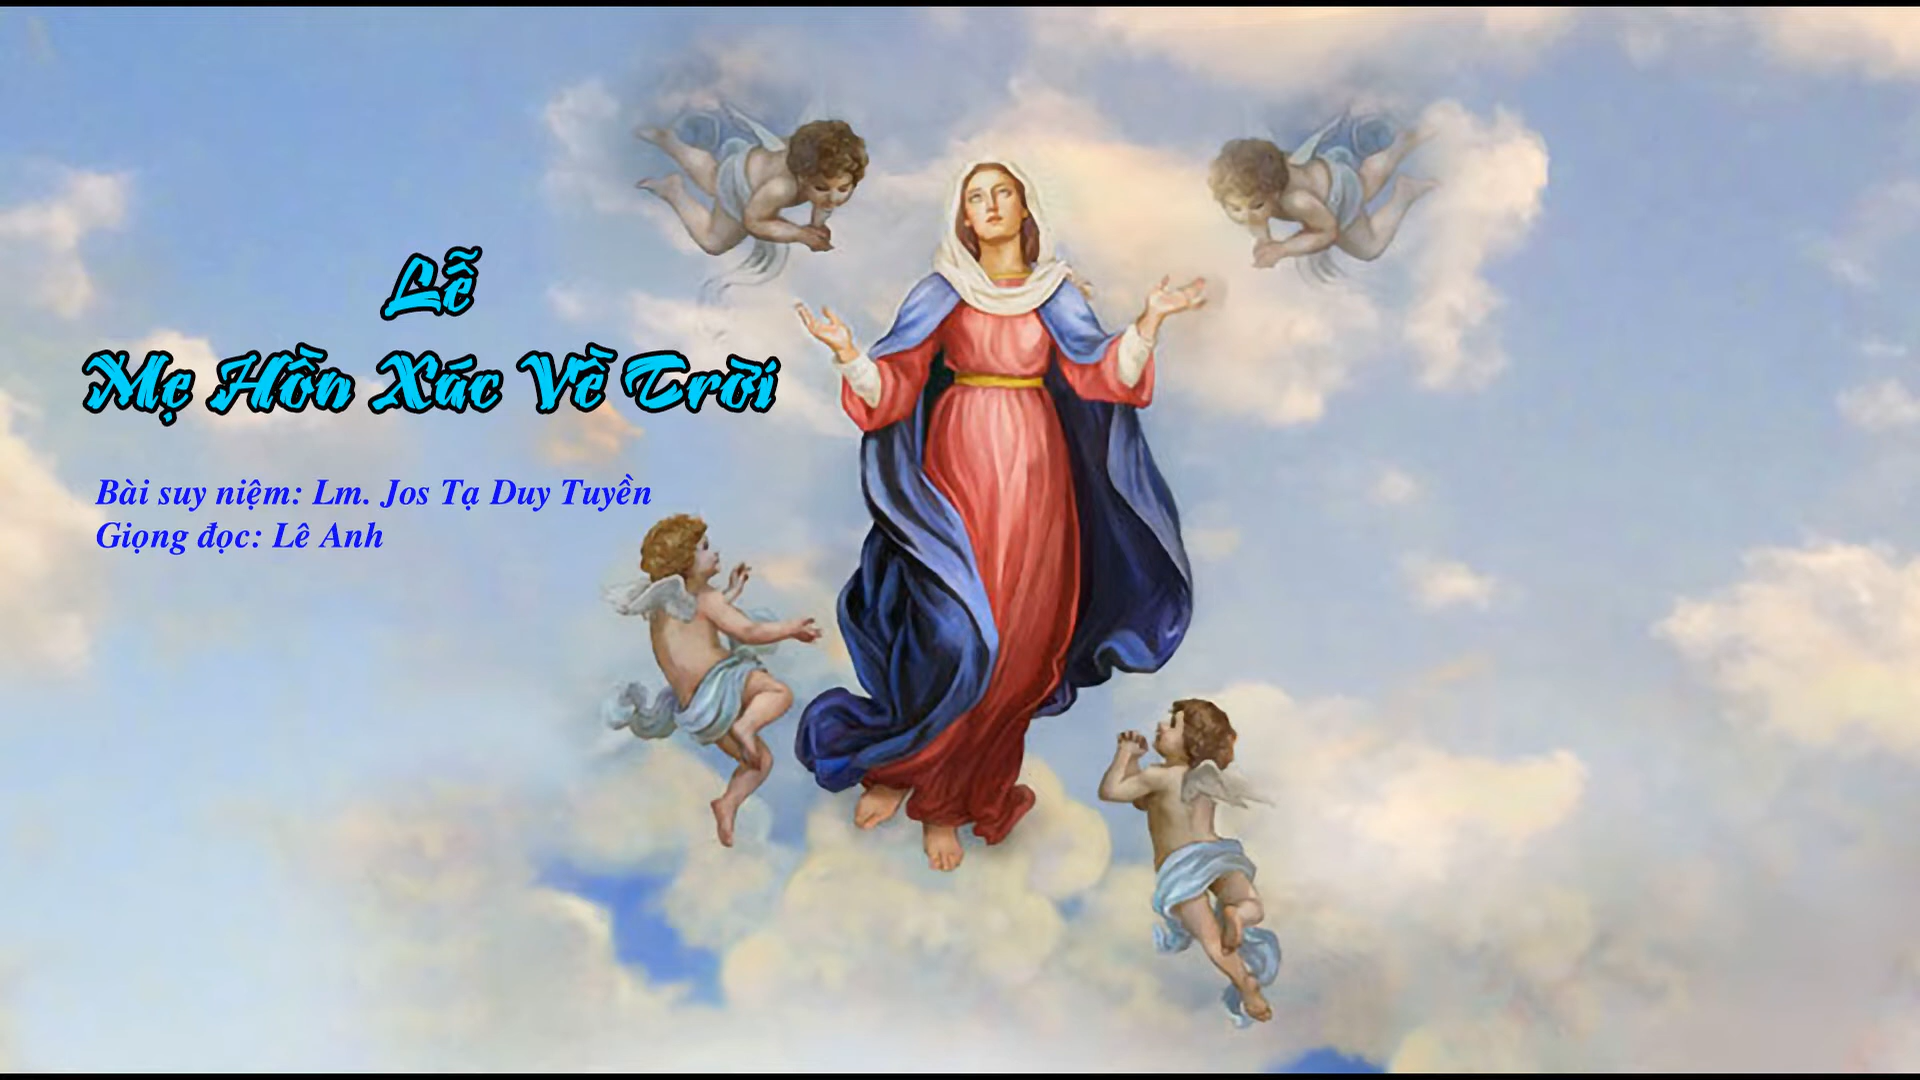 Lễ
Mẹ Hồn Xác Về Trời
Bài suy niệm: Lm. Jos Tạ Duy Tuyền
Giọng đọc: Lê Anh